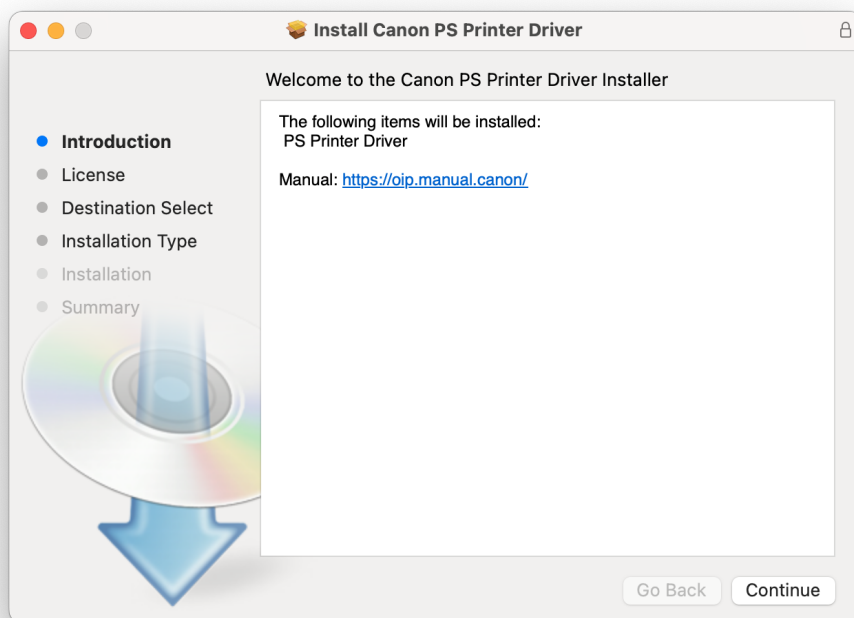 Install Canon PS Printer Driver
Welcome to the Canon PS Printer Driver Installer
Introduction
License
Destination Select
Installation Type
Installation
Summary
The following items will be installed:
PS Printer Driver
Manual: https://oip.manual.canon/
Go Back
Continue